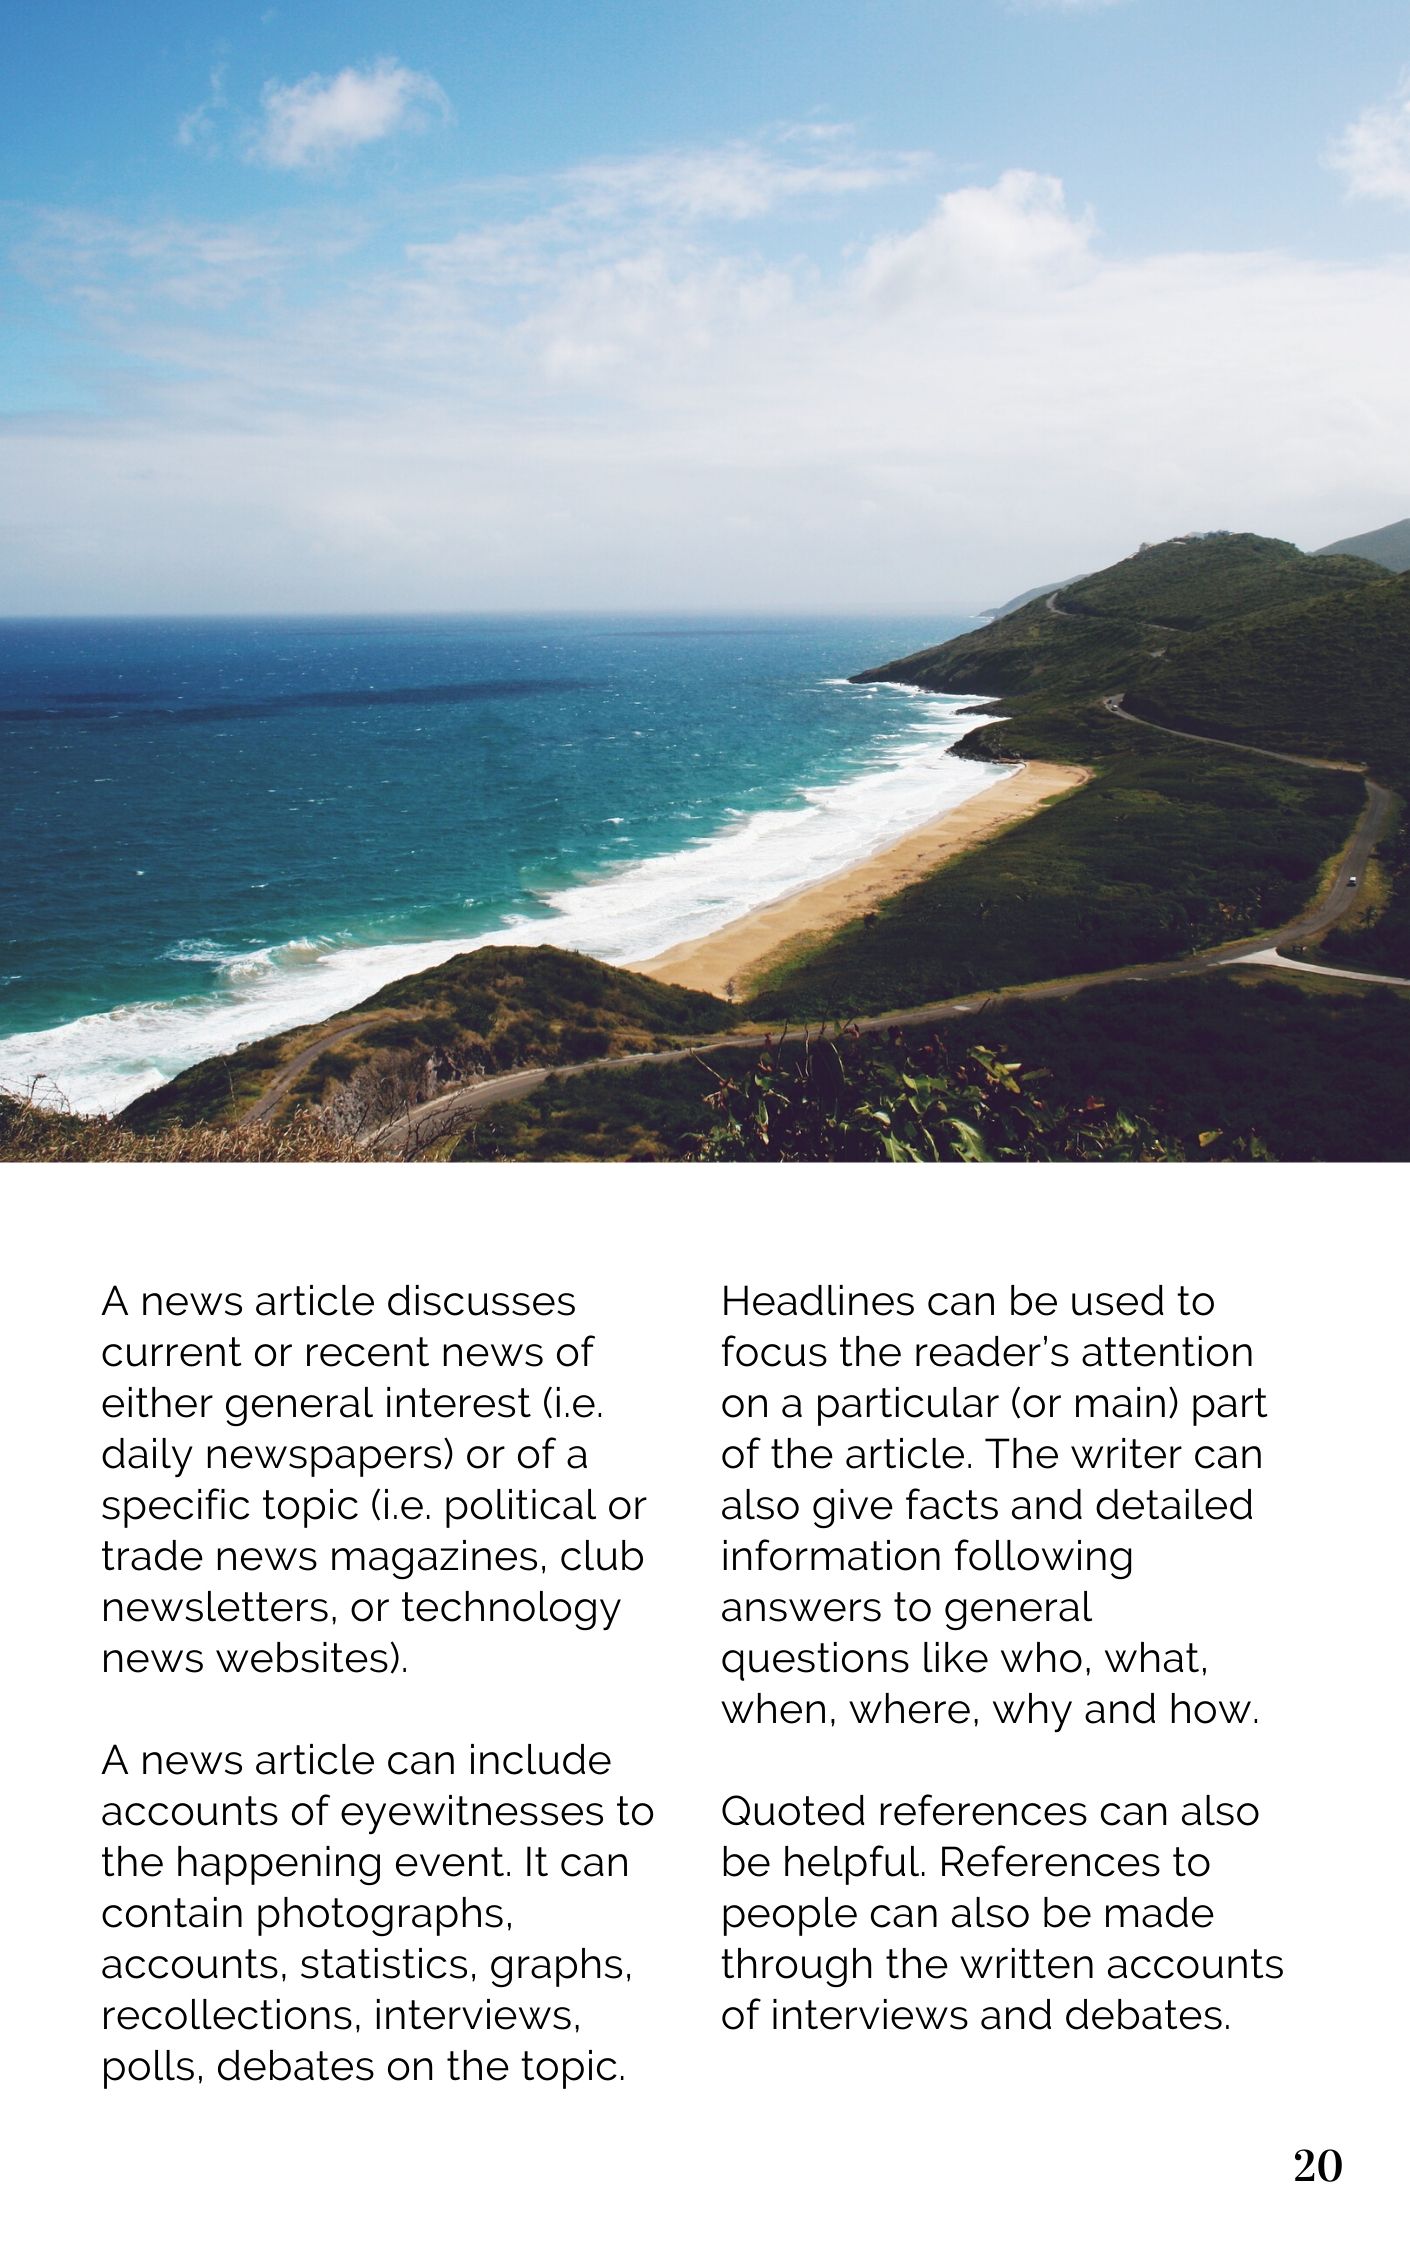 A news article discusses
current or recent news of
either general interest (i.e.
daily newspapers) or of a
specific topic (i.e. political or
trade news magazines, club
newsletters, or technology
news websites).
A news article can include
accounts of eyewitnesses to
the happening event. It can
contain photographs,
accounts, statistics, graphs,
recollections, interviews,
polls, debates on the topic.
Headlines can be used to
focus the reader’s attention
on a particular (or main) part
of the article. The writer can
also give facts and detailed
information following
answers to general
questions like who, what,
when, where, why and how.
Quoted references can also
be helpful. References to
people can also be made
through the written accounts
of interviews and debates.
20